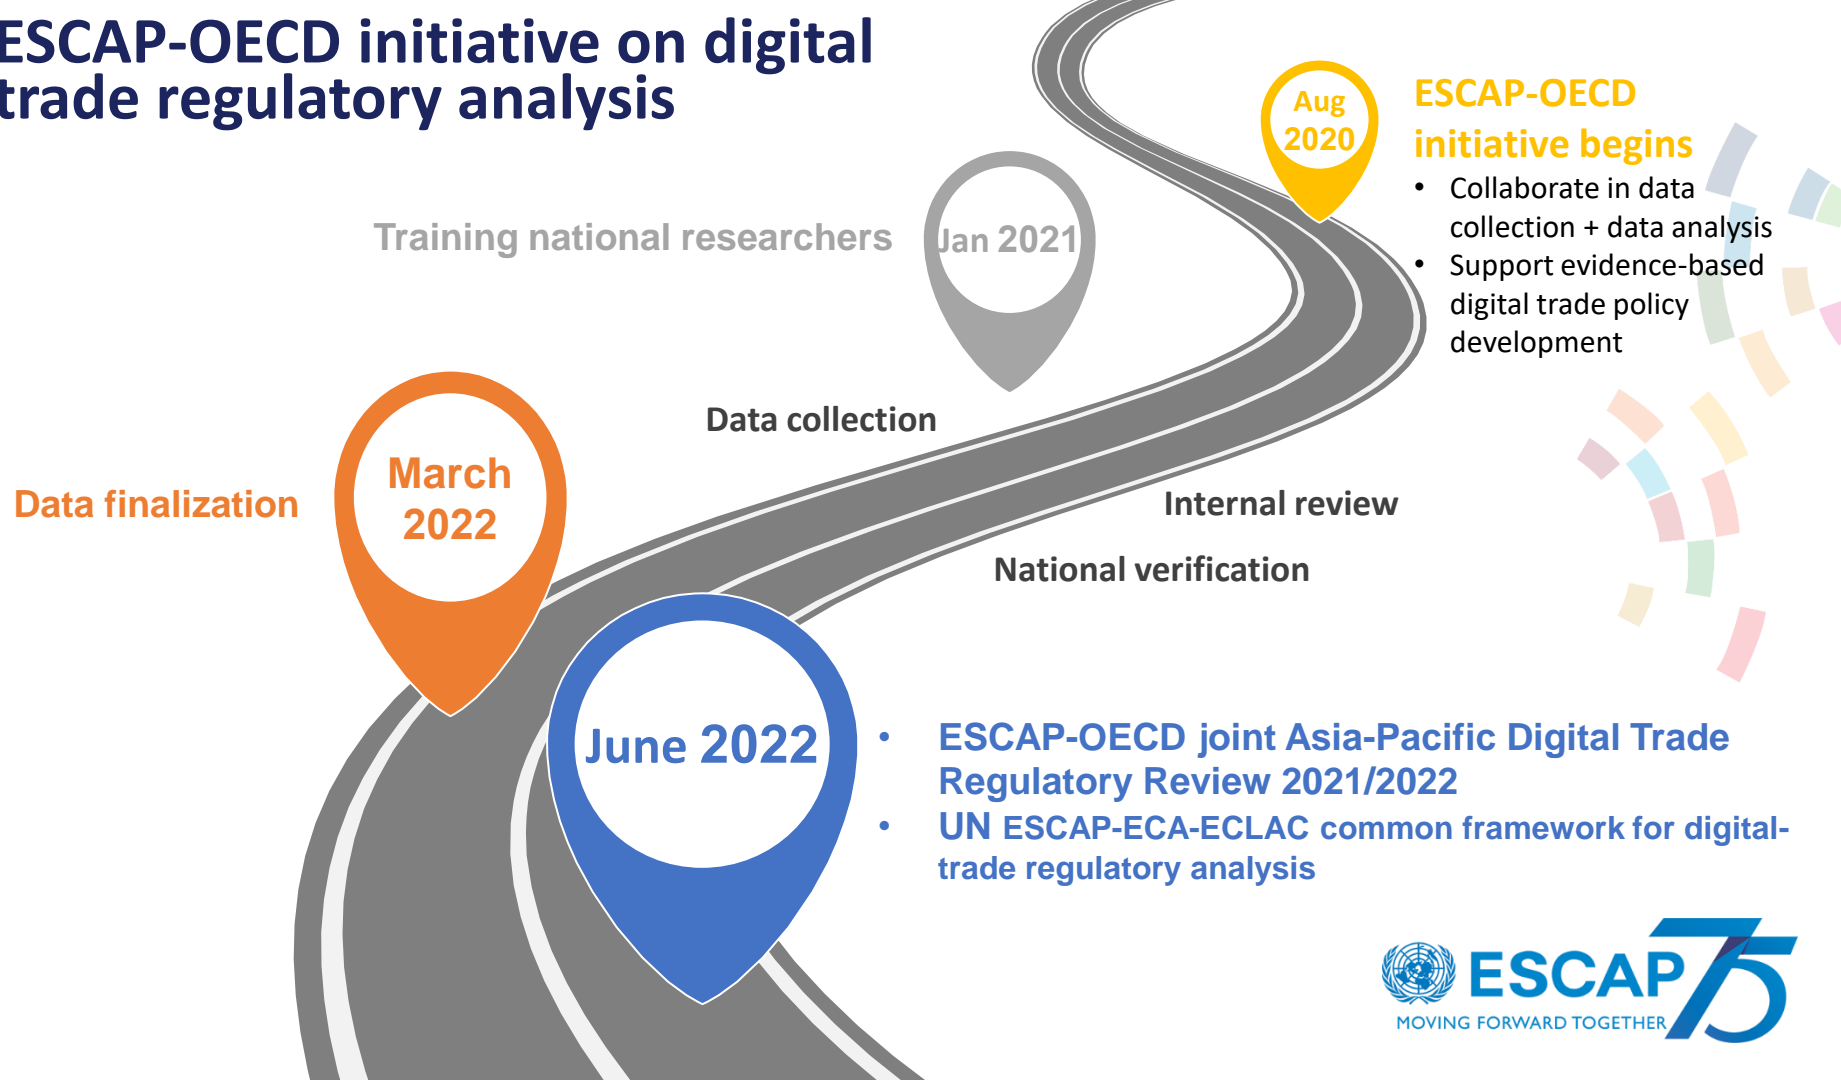 ESCAP-OECD initiative on digital
trade regulatory analysis
Aug
2020
ESCAP-OECD
initiative begins
• Collaborate in data
collection + data analysis
• Support evidence-based
digital trade policy
development
Training national researchers
Jan 2021
Data collection
Internal review
National verification
Data finalization
March
2022
June 2022
• ESCAP-OECD joint Asia-Pacific Digital Trade
Regulatory Review 2021/2022
• UN ESCAP-ECA-ECLAC common framework for digital-
trade regulatory analysis
ESCAP 75
MOVING FORWARD TOGETHER